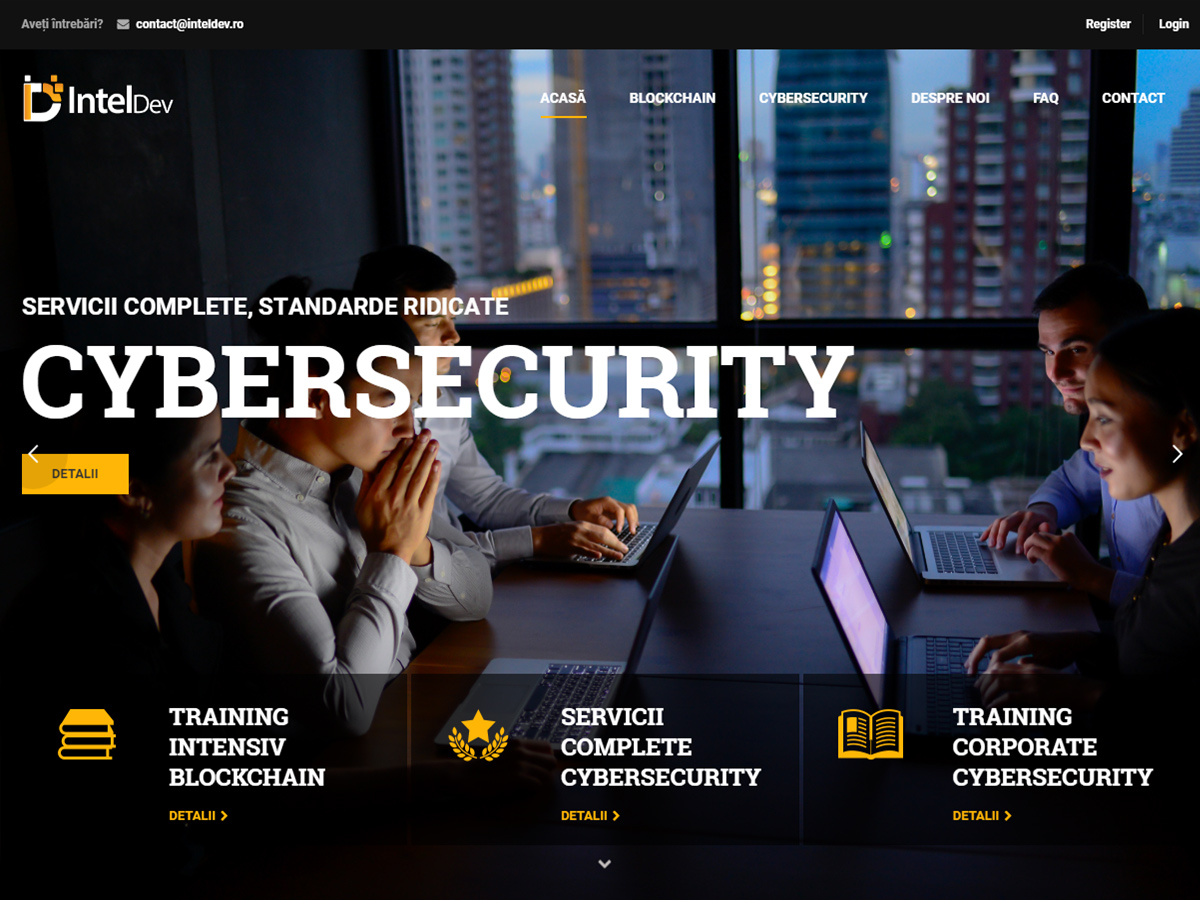 Aveți întrebări? contact@inteldev.ro
Register Login
IntelDev
ACASĂ BLOCKCHAIN CYBERSECURITY DESPRE NOI FAQ CONTACT
SERVICII COMPLETE, STANDARDE RIDICATE
CYBERSECURITY
DETALII
TRAINING
INTENSIV
BLOCKCHAIN
DETALII
SERVICII
COMPLETE
CYBERSECURITY
DETALII
TRAINING
CORPORATE
CYBERSECURITY
DETALII